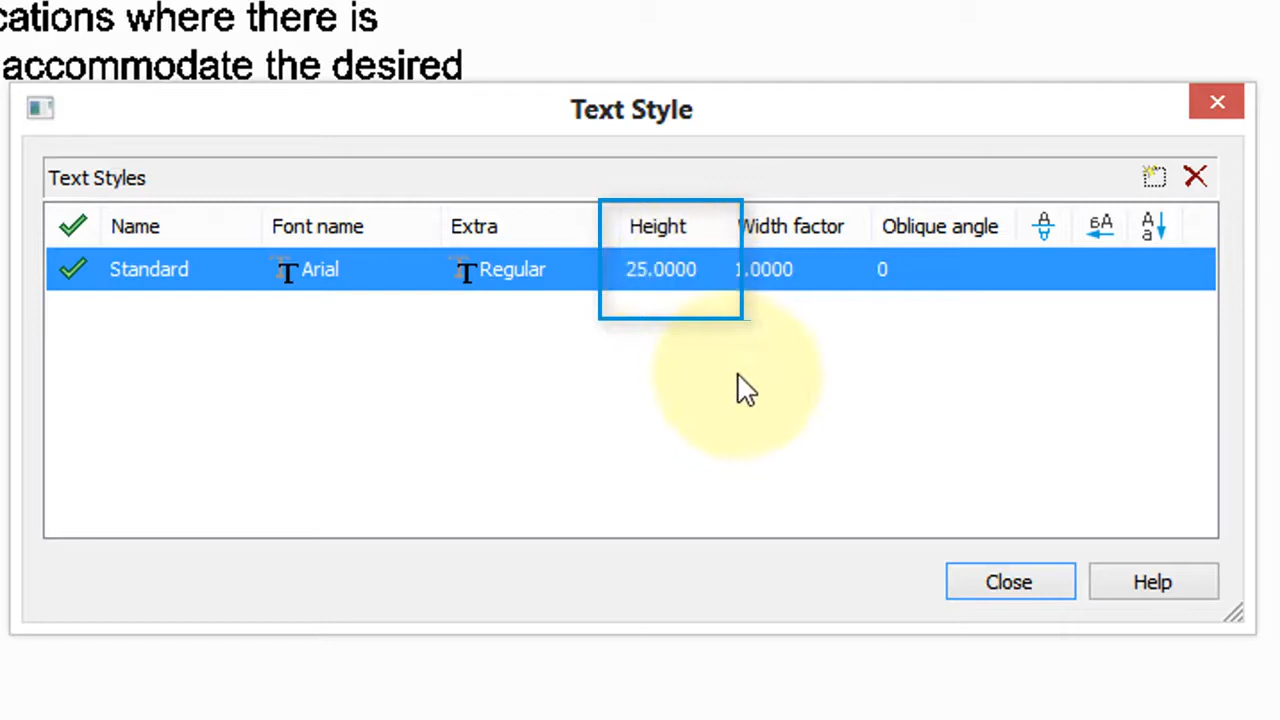 cations where there is
accommodate the desired
Text Style
Text Styles
Name Font name Extra Height Width factor Oblique angle
Standard Arial Regular 25.0000 1.0000 0
Close Help